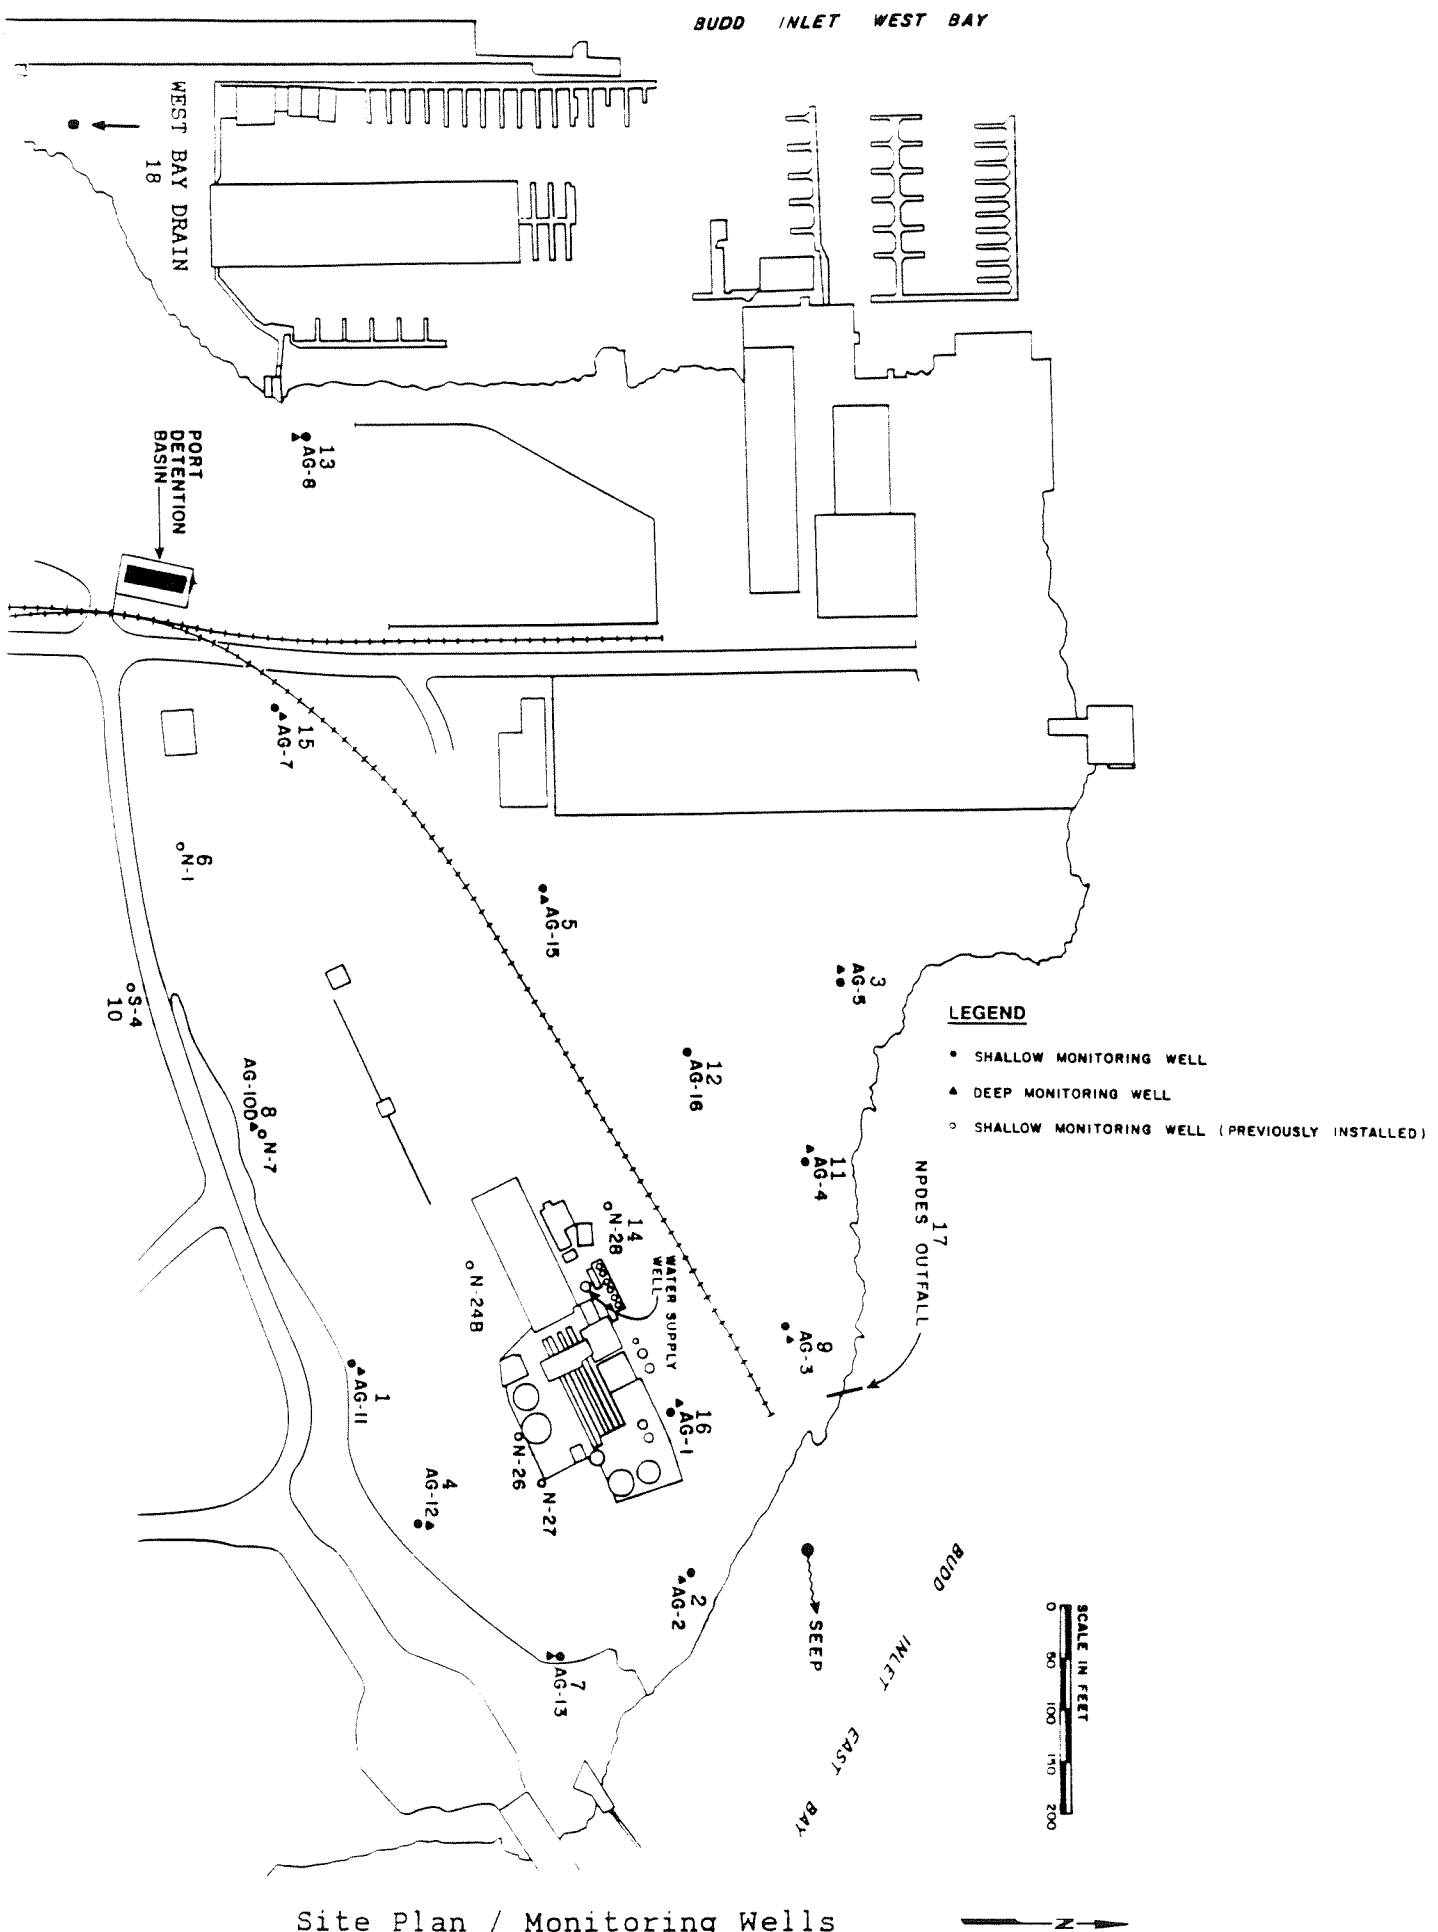 BUDD INLET WEST BAY
WEST BAY DRAIN
18
13
AG-8
PORT
DETENTION
BASIN
15
AG-7
6
N-1
5
AG-15
3
AG-5
S-4
10
12
AG-16
LEGEND
SHALLOW MONITORING WELL
DEEP MONITORING WELL
SHALLOW MONITORING WELL (PREVIOUSLY INSTALLED)
8
AG-10D
N-7
11
AG-4
17
NPDES OUTFALL
14
N-28
WATER SUPPLY
WELL
N-24B
9
AG-3
1
AG-11
16
AG-1
N-26
N-27
4
AG-12
2
AG-2
SEEP
7
AG-13
BUDD INLET EAST BAY
SCALE IN FEET
0 50 100 150 200
Site Plan / Monitoring Wells
N